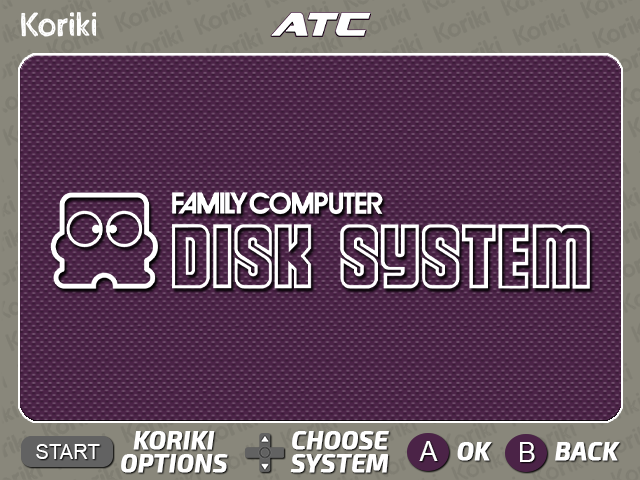 Koriki
ATC
FAMILY COMPUTER
DISK SYSTEM
START
KORIKI
OPTIONS
CHOOSE
SYSTEM
A
OK
B
BACK